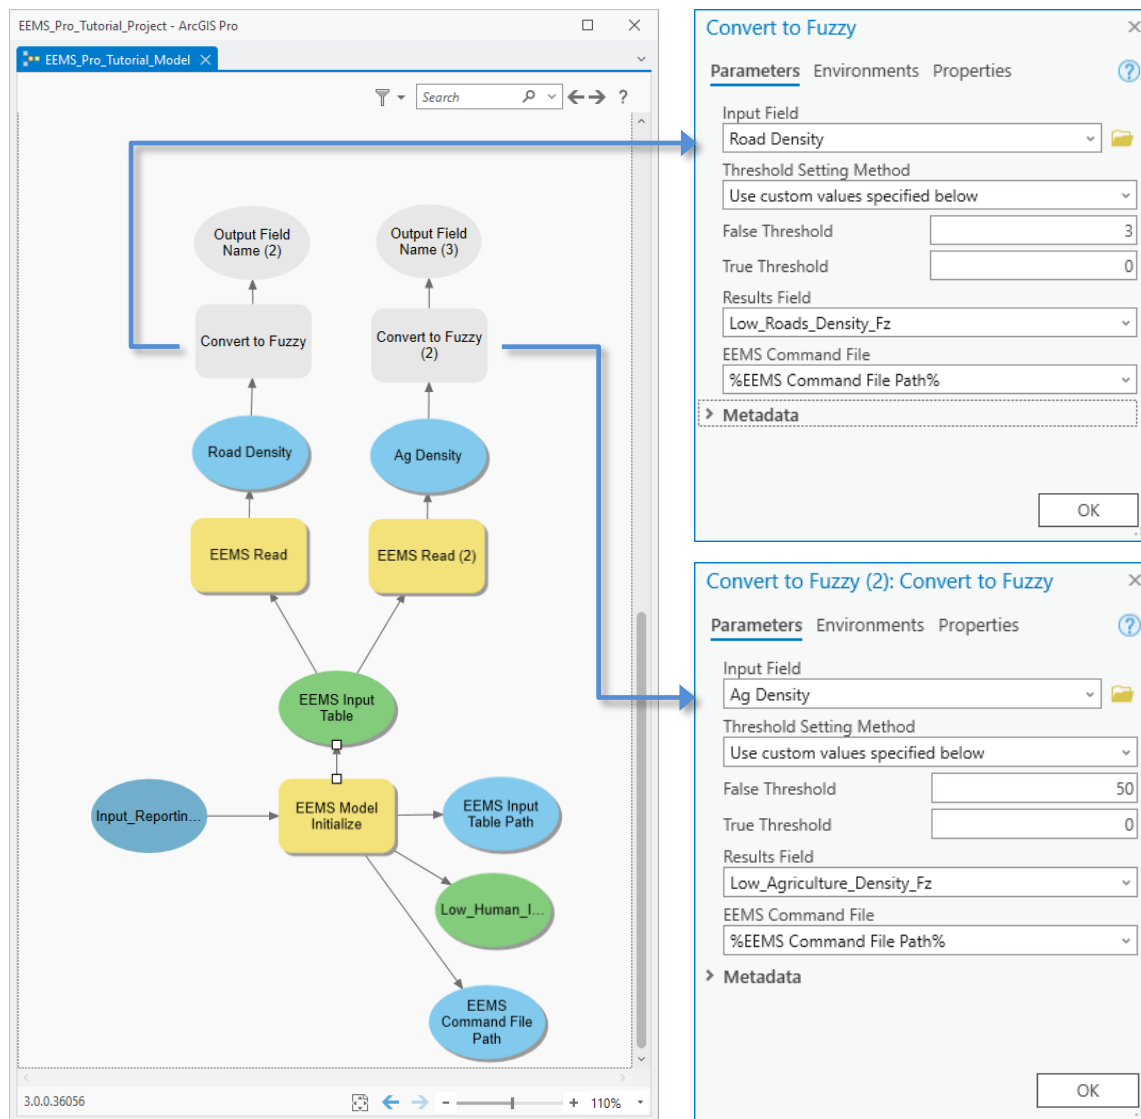 EEMS_Pro_Tutorial_Project - ArcGIS Pro
EEMS_Pro_Tutorial_Model
Search
?
Output Field
Name (2)
Output Field
Name (3)
Convert to Fuzzy
Convert to Fuzzy
(2)
Road Density
Ag Density
EEMS Read
EEMS Read (2)
EEMS Input
Table
Input_Reportin...
EEMS Model
Initialize
EEMS Input
Table Path
Low_Human_I...
EEMS
Command File
Path
3.0.0.36056
- + 110%
Convert to Fuzzy
Parameters Environments Properties ?
Input Field
Road Density
Threshold Setting Method
Use custom values specified below
False Threshold 3
True Threshold 0
Results Field
Low_Roads_Density_Fz
EEMS Command File
%EEMS Command File Path%
> Metadata
OK
Convert to Fuzzy (2): Convert to Fuzzy
Parameters Environments Properties ?
Input Field
Ag Density
Threshold Setting Method
Use custom values specified below
False Threshold 50
True Threshold 0
Results Field
Low_Agriculture_Density_Fz
EEMS Command File
%EEMS Command File Path%
> Metadata
OK